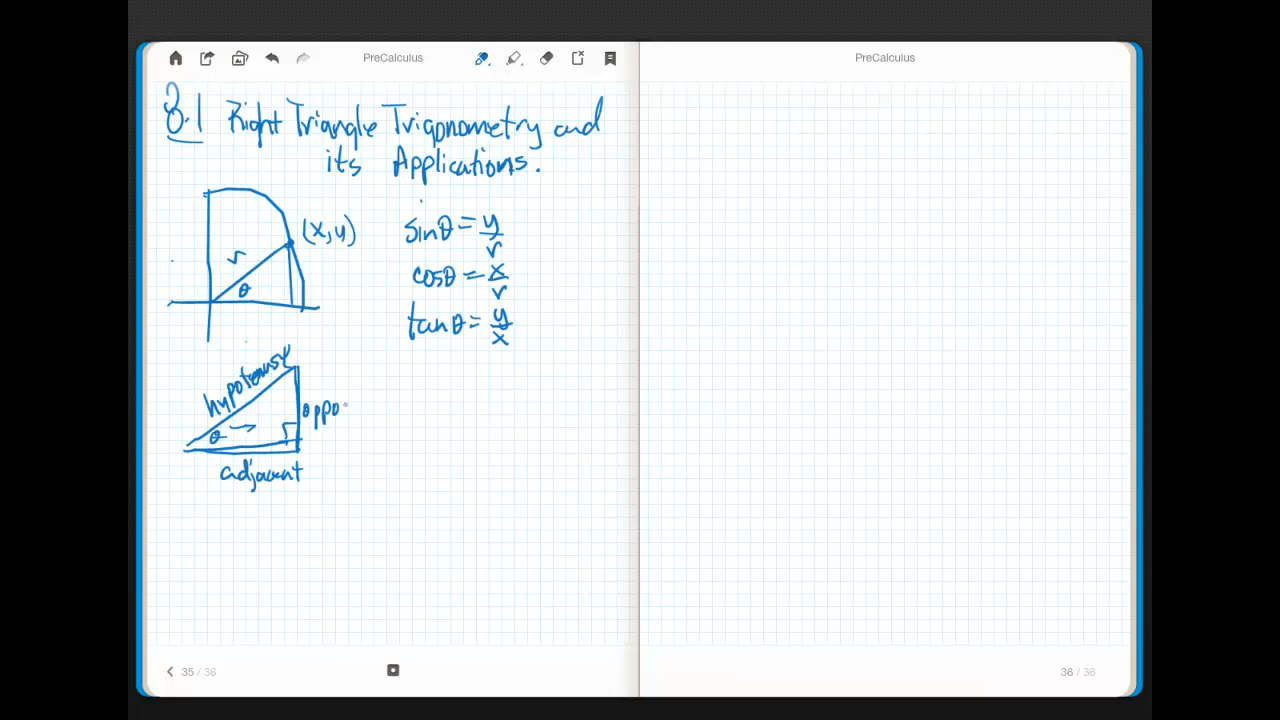 PreCalculus
PreCalculus
8.1 Right Triangle Trigonometry and
its Applications.
(x,y)
r
θ
sinθ = y/r
cosθ = x/r
tanθ = y/x
hypotenuse
θ
oppo
adjacent
35 / 36
36 / 36